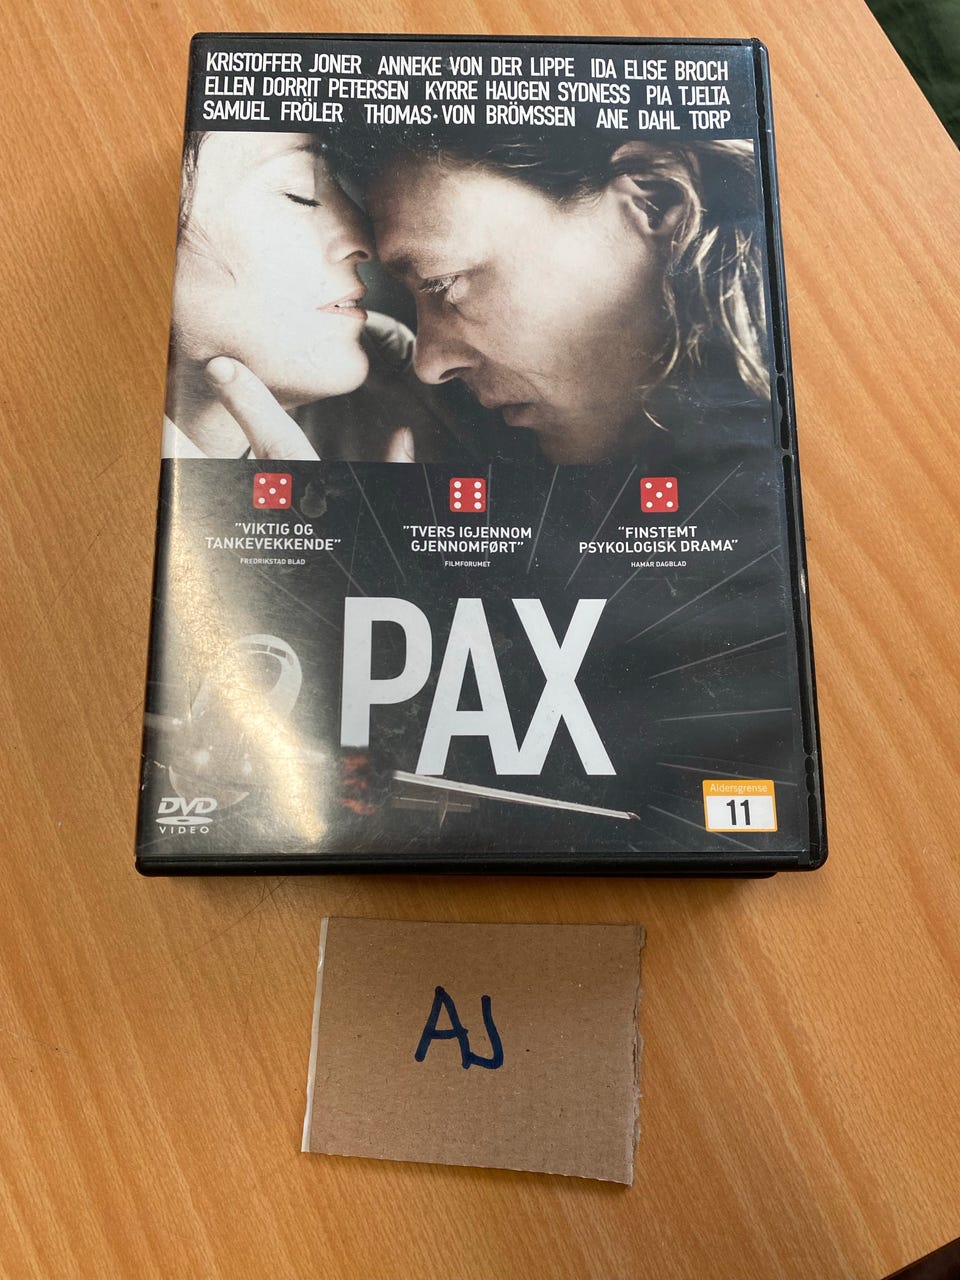 KRISTOFFER JONER ANNEKE VON DER LIPPE IDA ELISE BROCH
ELLEN DORRIT PETERSEN KYRRE HAUGEN SYDNESS PIA TJELTA
SAMUEL FRÖLER THOMAS VON BRÖMSSEN ANE DAHL TORP
"VIKTIG OG
TANKEVEKKENDE"
FREDRIKSTAD BLAD
"TVERS IGJENNOM
GJENNOMFØRT"
FILMFORUMET
"FINSTEMT
PSYKOLOGISK DRAMA"
HAMAR DAGBLAD
PAX
DVD
VIDEO
Aldersgrense
11
AJ